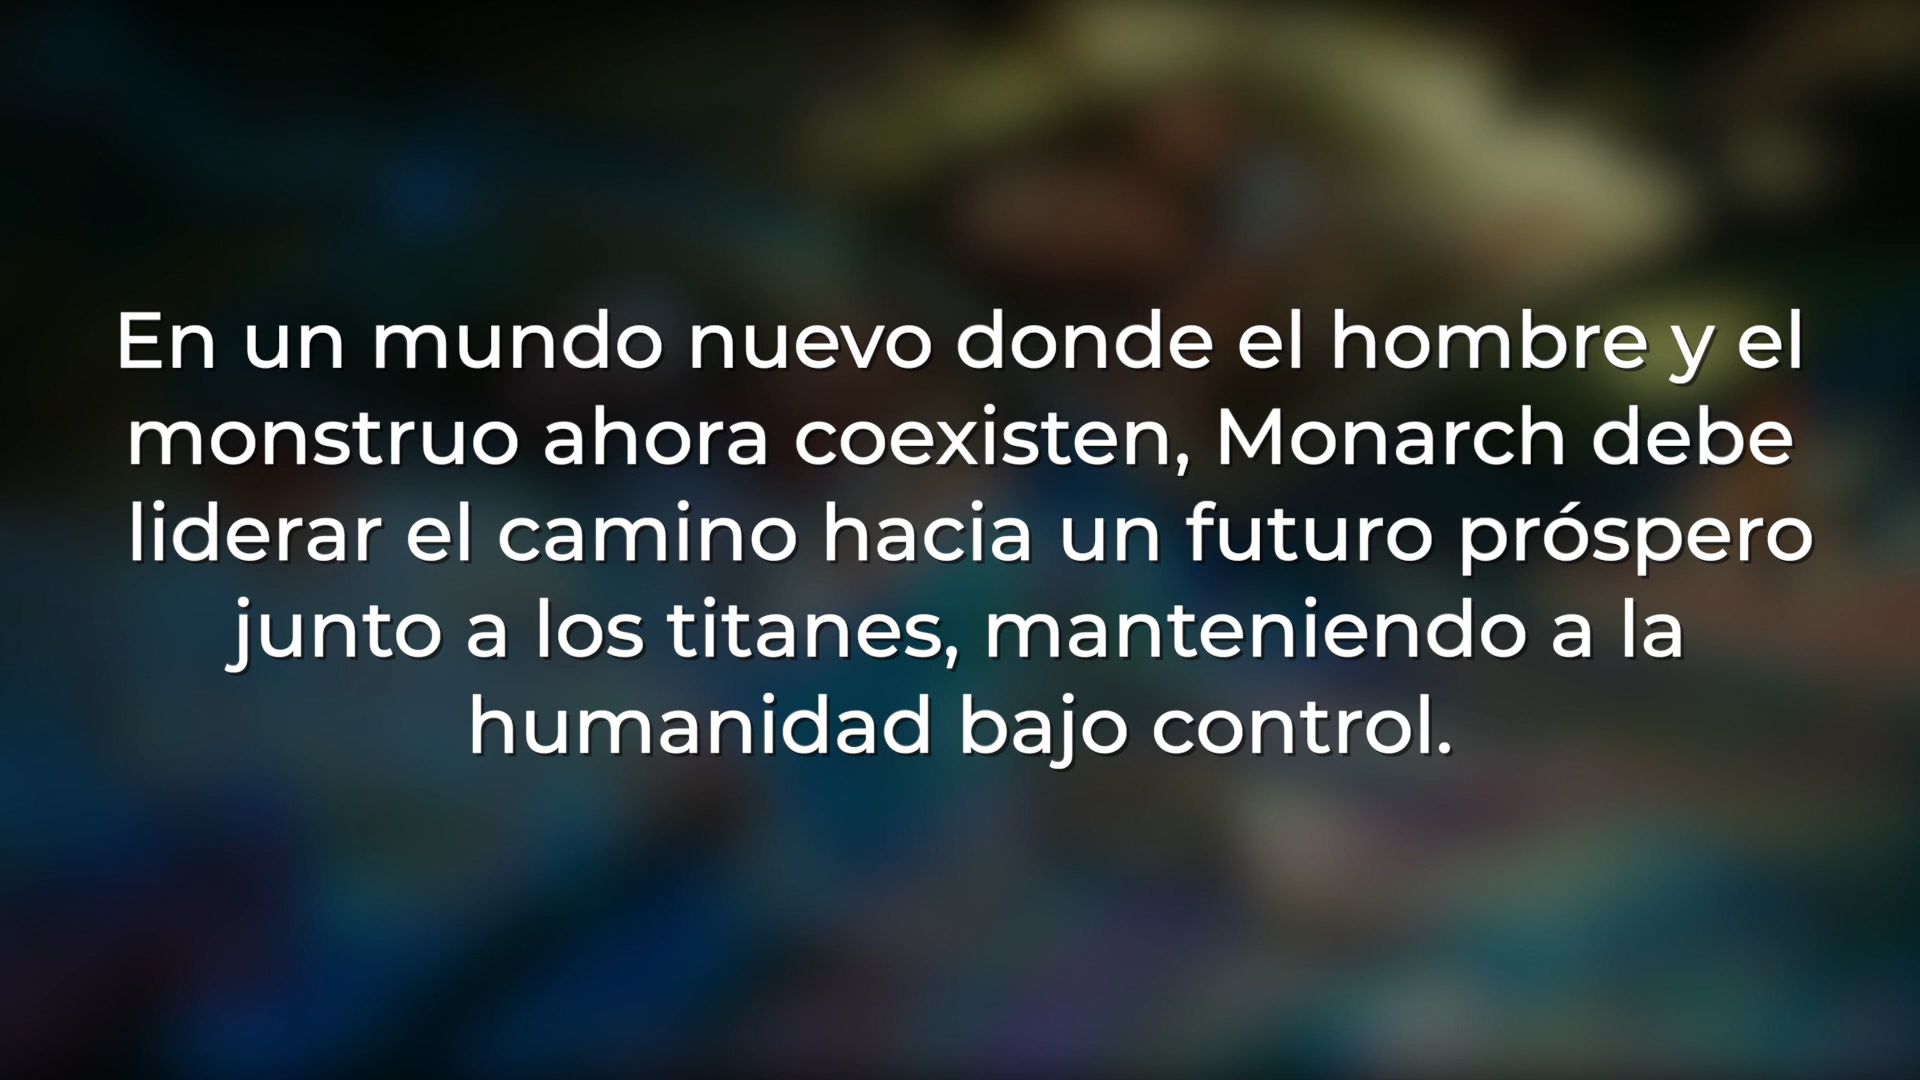 En un mundo nuevo donde el hombre y el
monstruo ahora coexisten, Monarch debe
liderar el camino hacia un futuro próspero
junto a los titanes, manteniendo a la
humanidad bajo control.